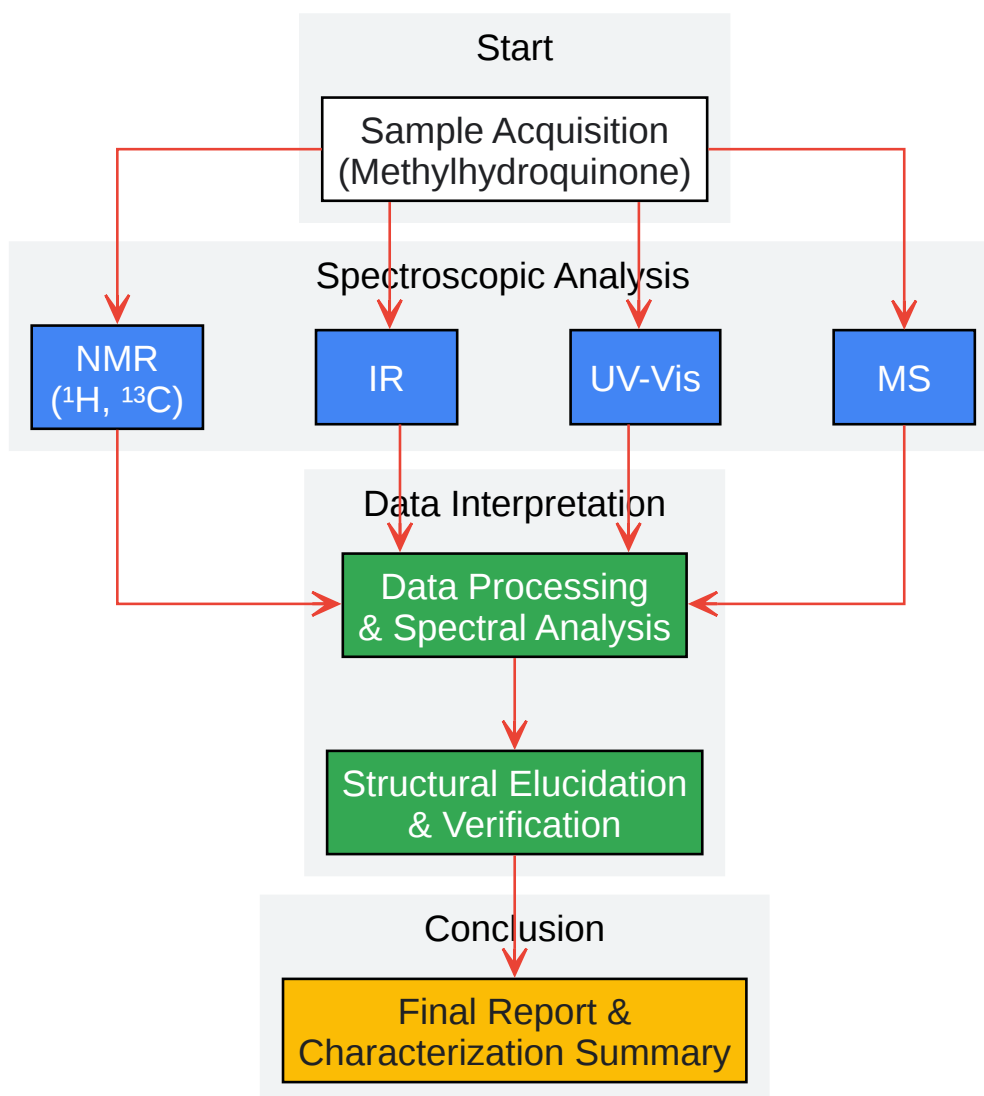 Start
Sample Acquisition
(Methylhydroquinone)
Spectroscopic Analysis
NMR
(¹H, ¹³C)
IR
UV-Vis
MS
Data Interpretation
Data Processing
& Spectral Analysis
Structural Elucidation
& Verification
Conclusion
Final Report &
Characterization Summary